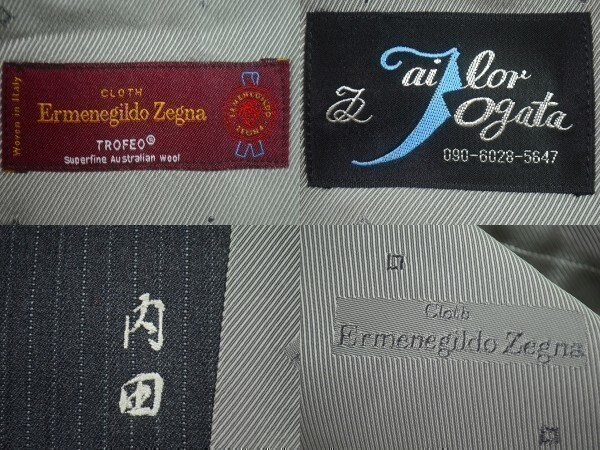 Woven in Italy
CLOTH
Ermenegildo Zegna
TROFEO®
Superfine Australian Wool
ERMENEGILDO
ZEGNA
Tailor
Ogata
090-6028-5647
内田
Cloth
Ermenegildo Zegna